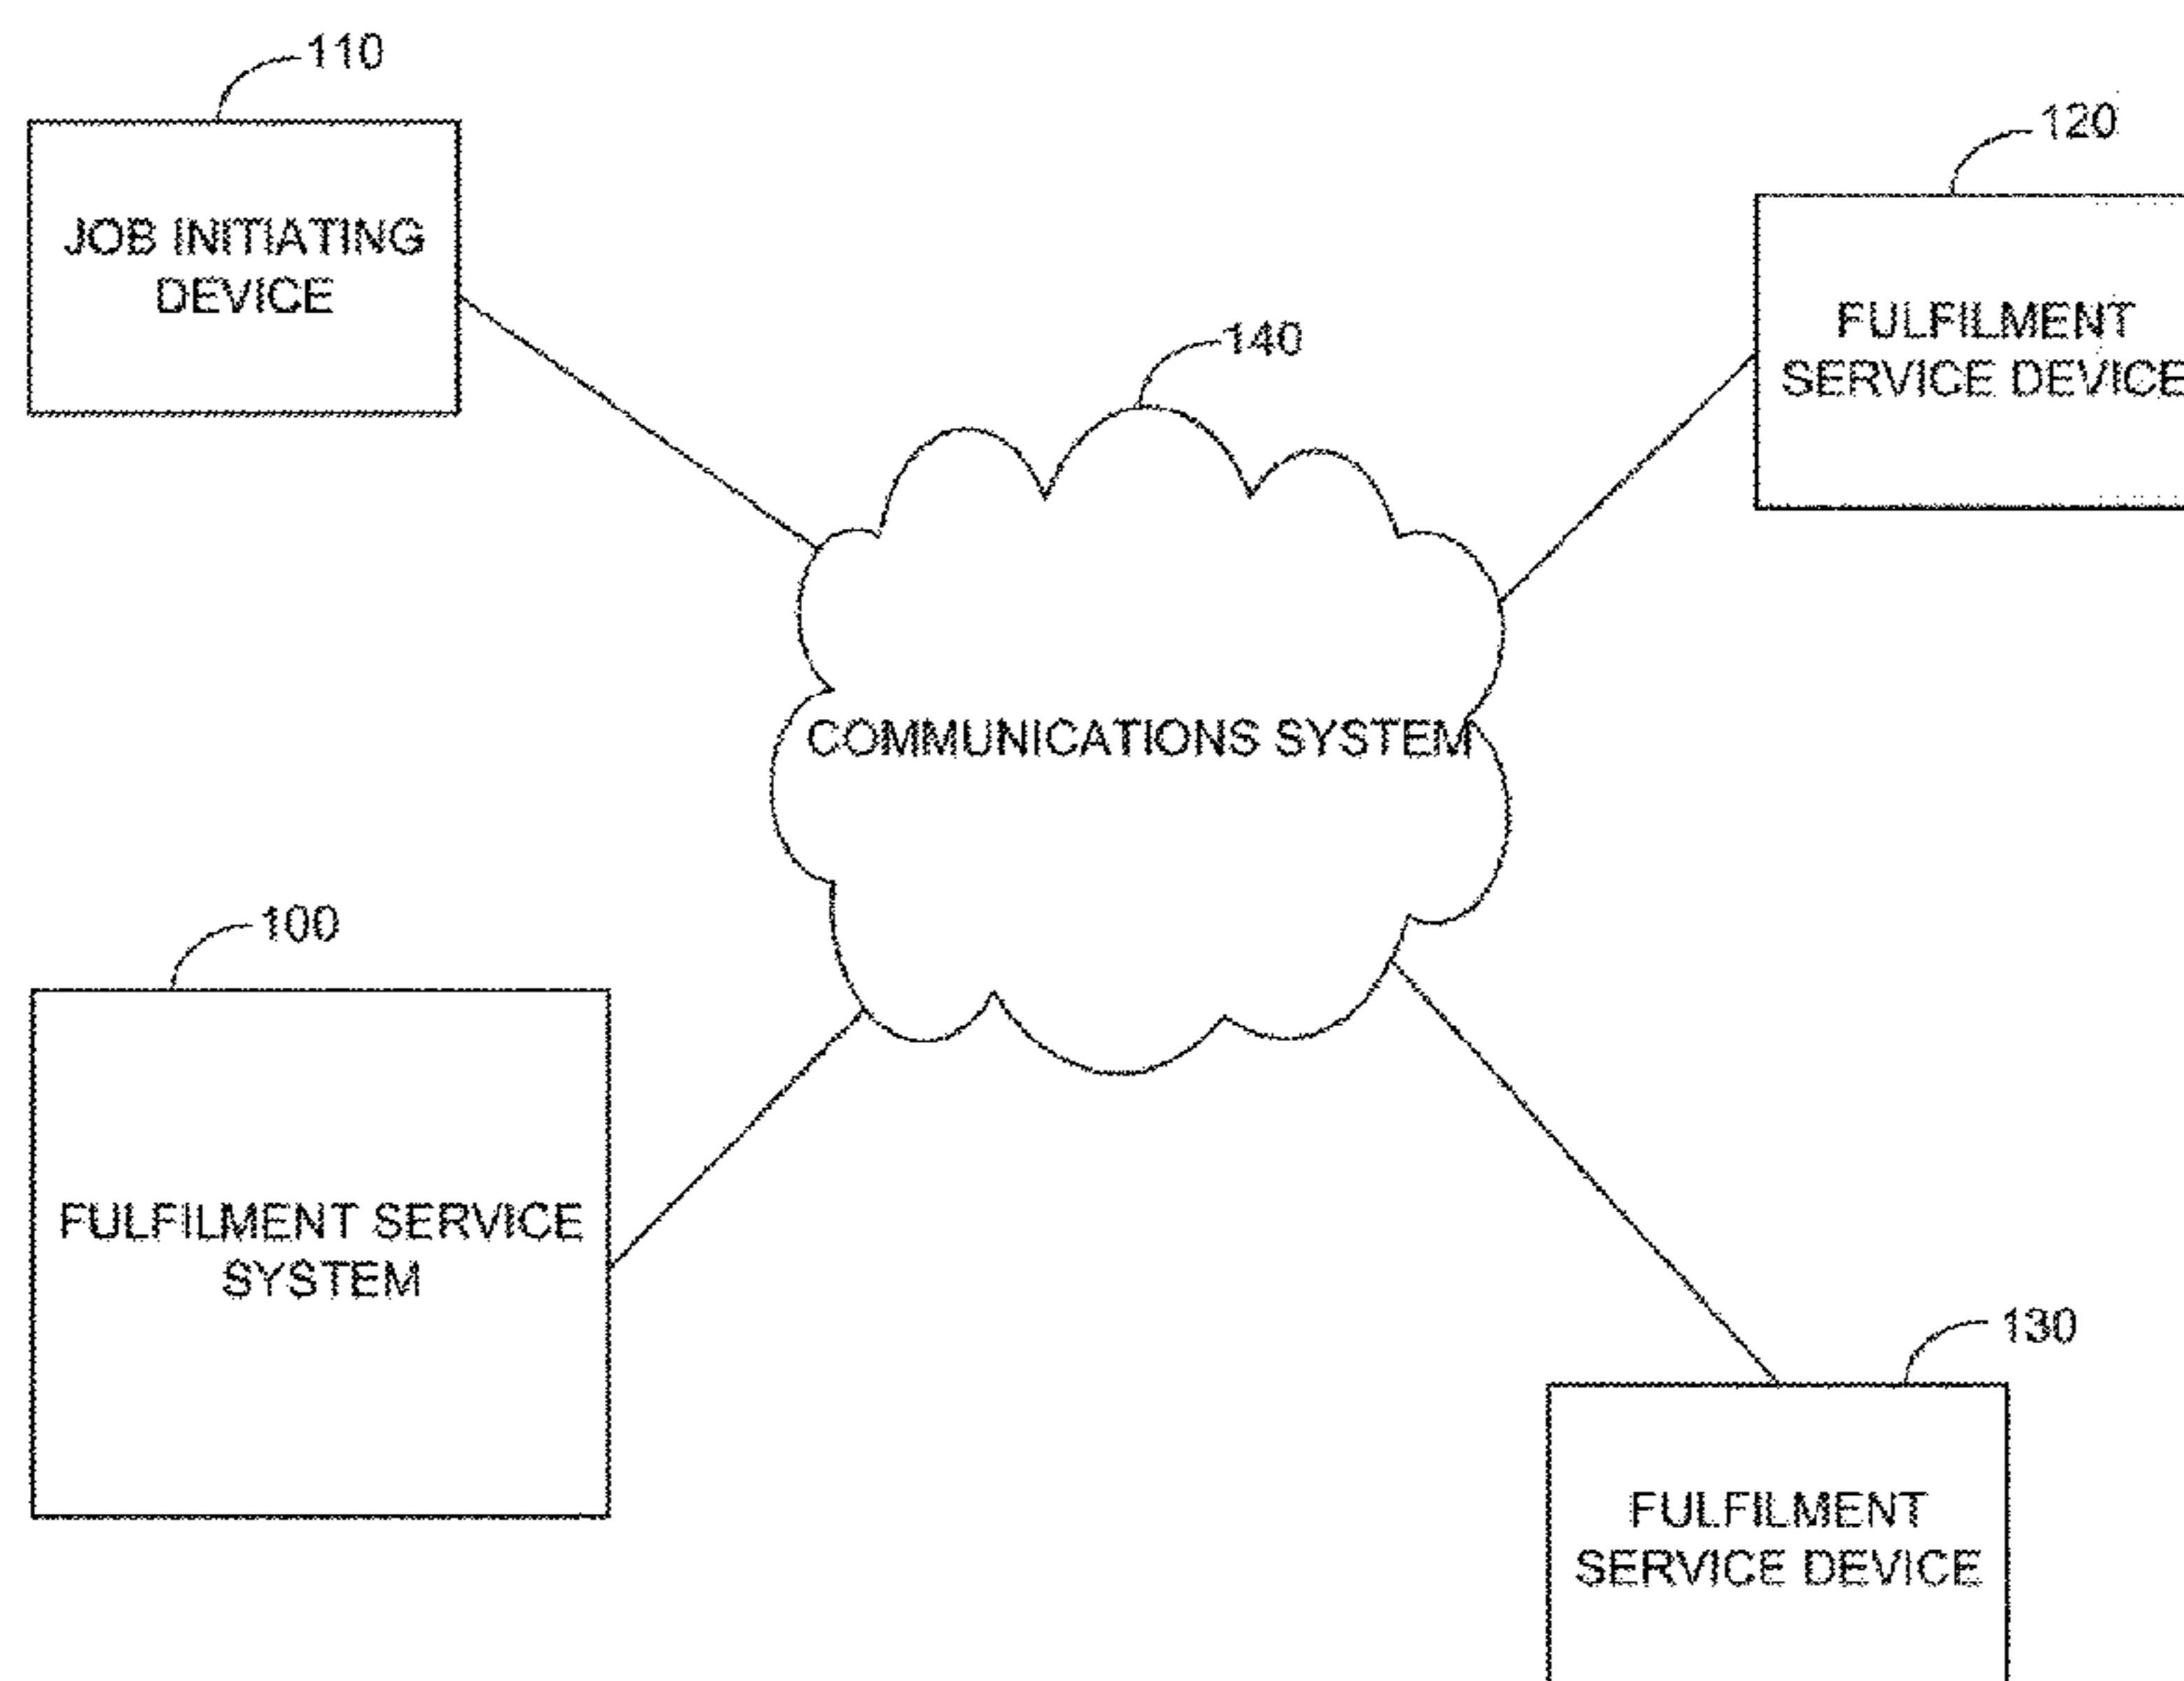 110
120
JOB INITIATING
DEVICE
FULFILMENT
SERVICE DEVICE
140
COMMUNICATIONS SYSTEM
100
FULFILMENT SERVICE
SYSTEM
130
FULFILMENT
SERVICE DEVICE